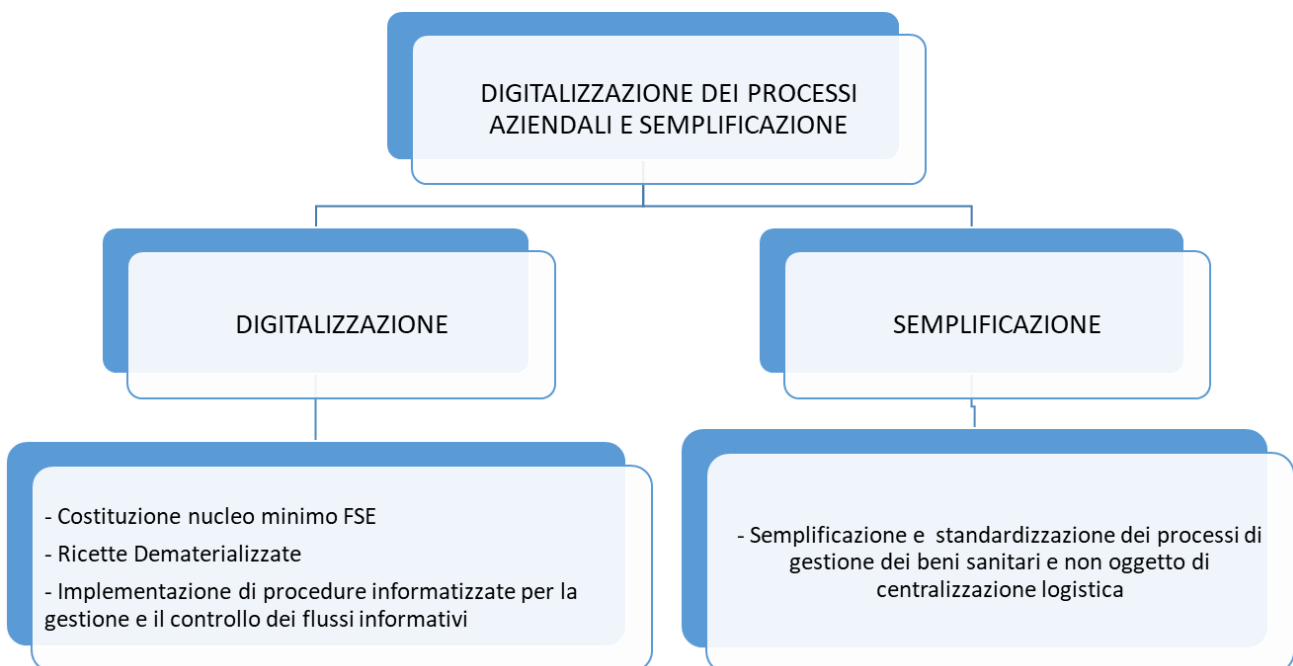 DIGITALIZZAZIONE DEI PROCESSI
AZIENDALI E SEMPLIFICAZIONE
DIGITALIZZAZIONE
SEMPLIFICAZIONE
- Costituzione nucleo minimo FSE
- Ricette Dematerializzate
- Implementazione di procedure informatizzate per la
gestione e il controllo dei flussi informativi
- Semplificazione e  standardizzazione dei processi di
gestione dei beni sanitari e non oggetto di
centralizzazione logistica